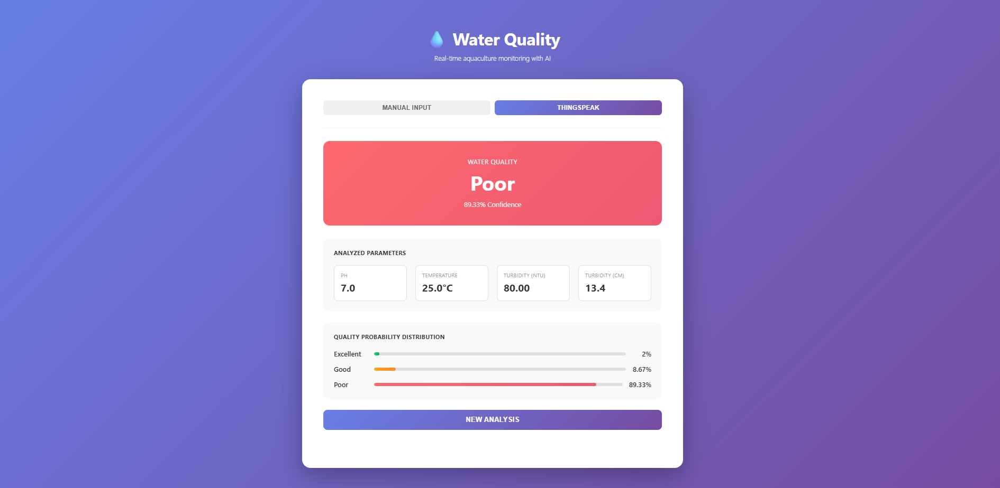 Water Quality
Real-time aquaculture monitoring with AI
MANUAL INPUT
THINGSPEAK
WATER QUALITY
Poor
89.33% Confidence
ANALYZED PARAMETERS
PH
7.0
TEMPERATURE
25.0°C
TURBIDITY (NTU)
80.00
TURBIDITY (CM)
13.4
QUALITY PROBABILITY DISTRIBUTION
Excellent 2%
Good 8.67%
Poor 89.33%
NEW ANALYSIS